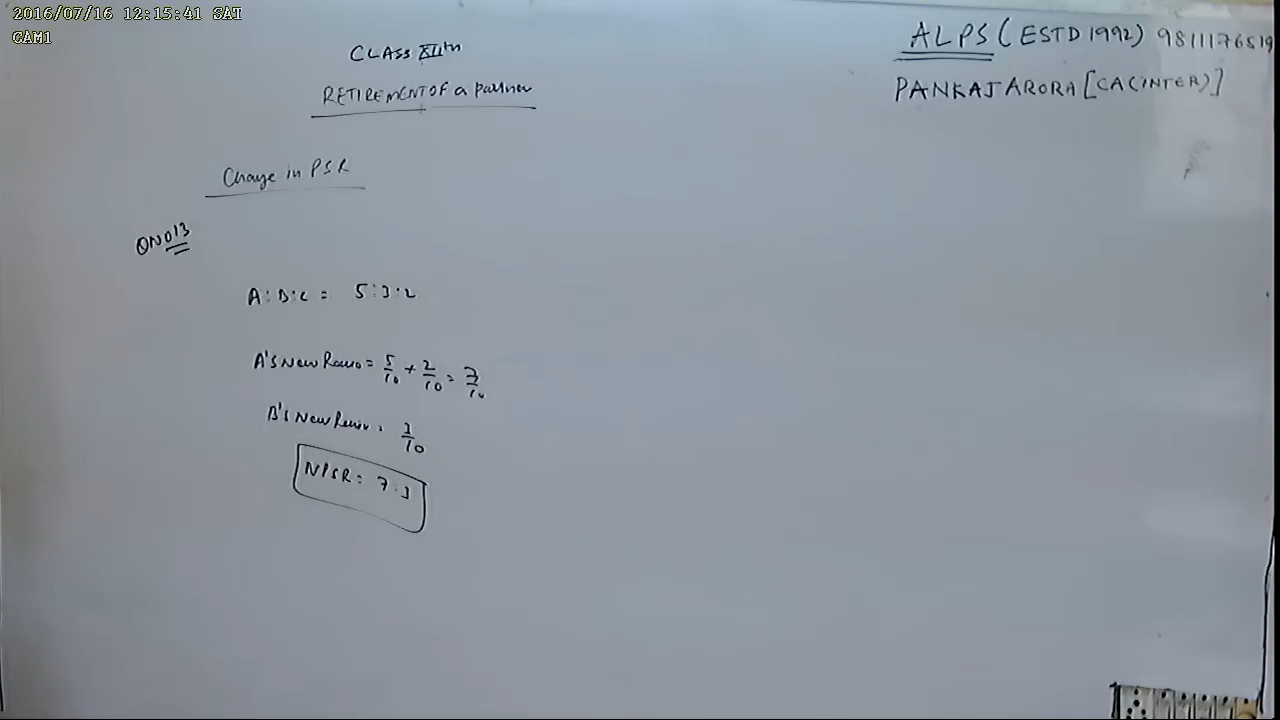 2016/07/16 12:15:41 SAT
CAM1
ALPS (ESTD 1992) 9811176519
PANKAJ ARORA [CA(INTER)]
CLASS XIIth
RETIREMENT OF a partner
Change in PSR
QNO 13
A:B:C = 5:3:2
A's New Ratio = 5/10 + 2/10 = 7/10
B's New Ratio = 3/10
NPSR = 7:3